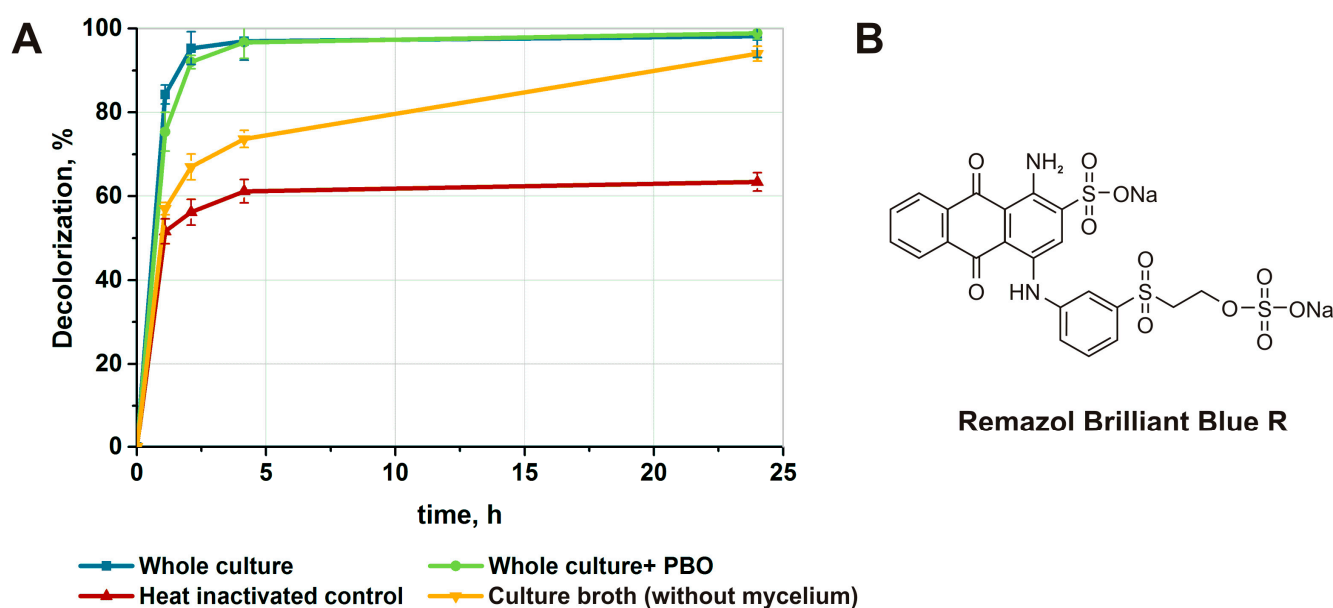 A
B
Decolorization, %
100
80
60
40
20
0
0 5 10 15 20 25
time, h
Whole culture
Whole culture+ PBO
Heat inactivated control
Culture broth (without mycelium)
O
NH₂
O
S
ONa
O
O
HN
O
S
O
O
O
S
ONa
O
Remazol Brilliant Blue R